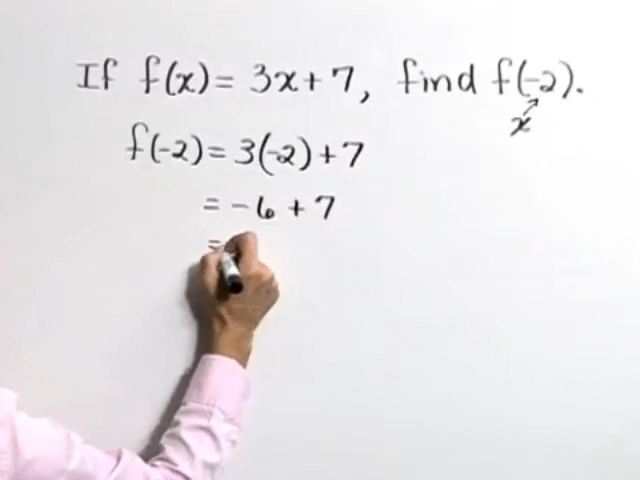 If f(x) = 3x + 7, find f(-2).
x
f(-2) = 3(-2) + 7
= -6 + 7
=